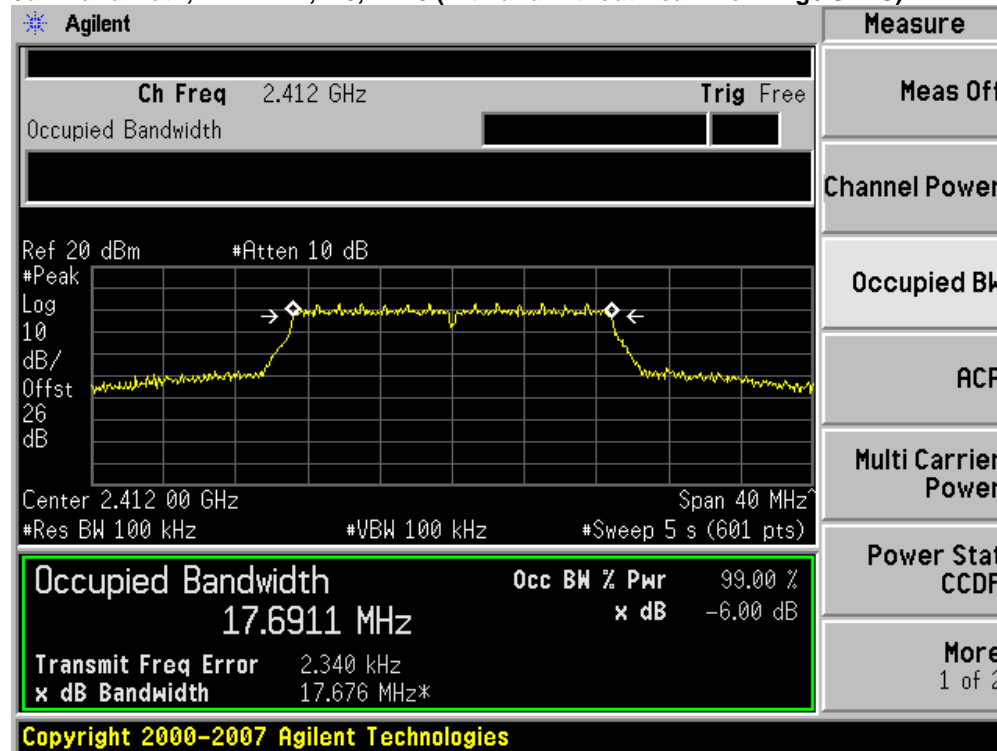 Agilent
Measure
Ch Freq 2.412 GHz
Trig Free
Occupied Bandwidth
Meas Off
Channel Power
Occupied BW
ACP
Multi Carrier
Power
Power Stat
CCDF
More
1 of 2
Ref 20 dBm
#Atten 10 dB
#Peak
Log
10
dB/
Offst
26
dB
Center 2.412 00 GHz
Span 40 MHz^
#Res BW 100 kHz
#VBW 100 kHz
#Sweep 5 s (601 pts)
Occupied Bandwidth
17.6911 MHz
Occ BW % Pwr 99.00 %
x dB -6.00 dB
Transmit Freq Error 2.340 kHz
x dB Bandwidth 17.676 MHz*
Copyright 2000-2007 Agilent Technologies